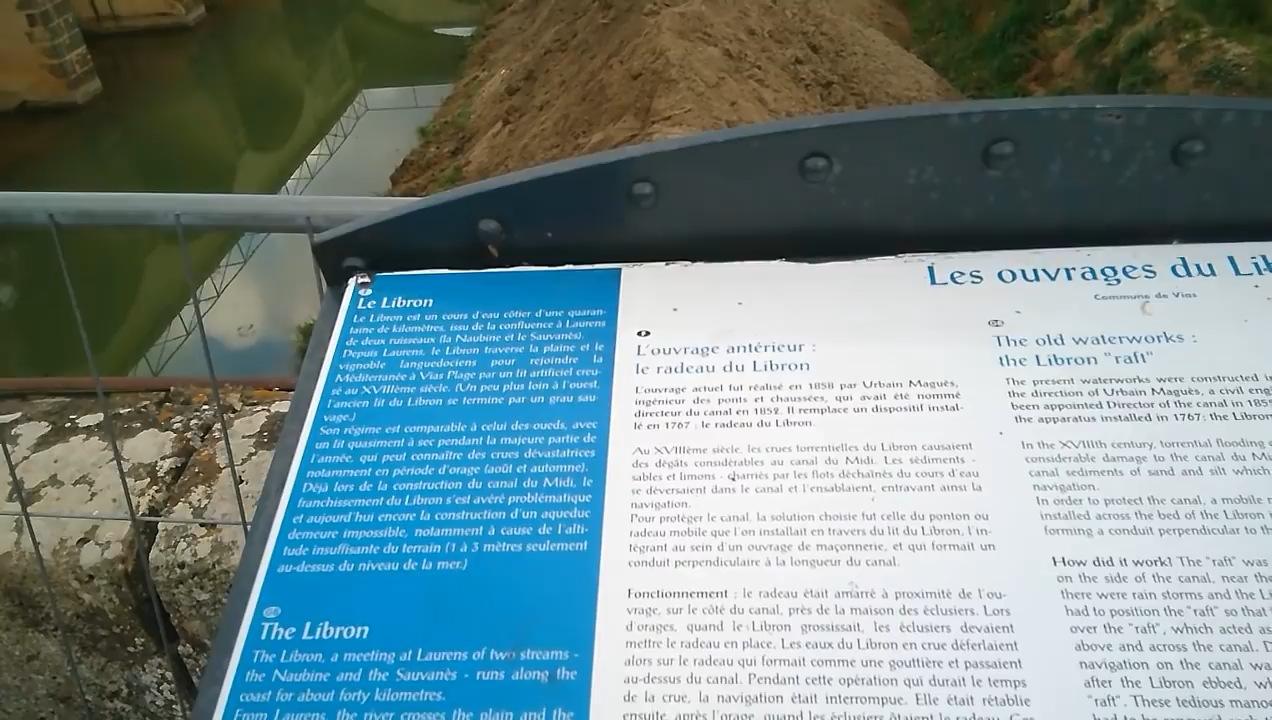 Le Libron
Le Libron est un cours d'eau côtier d'une quaran-
taine de kilomètres, issu de la confluence à Laurens
de deux ruisseaux (la Naubine et le Sauvanès).
Depuis Laurens, le Libron traverse la plaine et le
vignoble languedociens pour rejoindre la
Méditerranée à Vias Plage par un lit artificiel creu-
sé au XVIIIème siècle. (Un peu plus loin à l'ouest,
l'ancien lit du Libron se termine par un grau sau-
vage.)
Son régime est comparable à celui des oueds, avec
un lit quasiment à sec pendant la majeure partie de
l'année, qui peut connaître des crues dévastatrices
notamment en période d'orage (août et automne).
Déjà lors de la construction du canal du Midi, le
franchissement du Libron s'est avéré problématique
et aujourd'hui encore la construction d'un aqueduc
demeure impossible, notamment à cause de l'alti-
tude insuffisante du terrain (1 à 3 mètres seulement
au-dessus du niveau de la mer.)
The Libron
The Libron, a meeting at Laurens of two streams -
the Naubine and the Sauvanès - runs along the
coast for about forty kilometres.
From Laurens, the river crosses the plain and the
Les ouvrages du Lib
Commune de Vias
L'ouvrage antérieur :
le radeau du Libron
L'ouvrage actuel fut réalisé en 1858 par Urbain Maguès,
ingénieur des ponts et chaussées, qui avait été nommé
directeur du canal en 1852. Il remplace un dispositif instal-
lé en 1767 : le radeau du Libron.
Au XVIIIème siècle, les crues torrentielles du Libron causaient
des dégâts considérables au canal du Midi. Les sédiments -
sables et limons - charriés par les flots déchaînés du cours d'eau
se déversaient dans le canal et l'ensablaient, entravant ainsi la
navigation.
Pour protéger le canal, la solution choisie fut celle du ponton ou
radeau mobile que l'on installait en travers du lit du Libron, l'in-
tégrant au sein d'un ouvrage de maçonnerie, et qui formait un
conduit perpendiculaire à la longueur du canal.
Fonctionnement : le radeau était amarré à proximité de l'ou-
vrage, sur le côté du canal, près de la maison des éclusiers. Lors
d'orages, quand le Libron grossissait, les éclusiers devaient
mettre le radeau en place. Les eaux du Libron en crue déferlaient
alors sur le radeau qui formait comme une gouttière et passaient
au-dessus du canal. Pendant cette opération qui durait le temps
de la crue, la navigation était interrompue. Elle était rétablie
ensuite, après l'orage, quand les éclusiers ôtaient le radeau. Ces
The old waterworks :
the Libron "raft"
The present waterworks were constructed i
the direction of Urbain Maguès, a civil eng
been appointed Director of the canal in 185
the apparatus installed in 1767; the Libron
In the XVIIIth century, torrential flooding
considerable damage to the canal du Mi
canal sediments of sand and silt which
navigation.
In order to protect the canal, a mobile r
installed across the bed of the Libron
forming a conduit perpendicular to th
How did it work? The "raft" was
on the side of the canal, near the
there were rain storms and the Li
had to position the "raft" so that
over the "raft", which acted as
above and across the canal. D
navigation on the canal wa
after the Libron ebbed, wh
"raft". These tedious mano